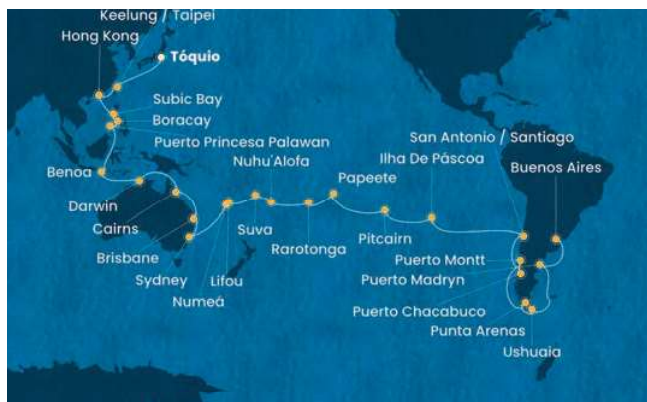 Keelung / Taipei
Hong Kong
Tóquio
Subic Bay
Boracay
Puerto Princesa Palawan
Nuhu'Alofa
San Antonio / Santiago
Ilha De Páscoa
Buenos Aires
Papeete
Benoa
Darwin
Cairns
Brisbane
Sydney
Numeá
Lifou
Suva
Rarotonga
Pitcairn
Puerto Montt
Puerto Madryn
Puerto Chacabuco
Punta Arenas
Ushuaia